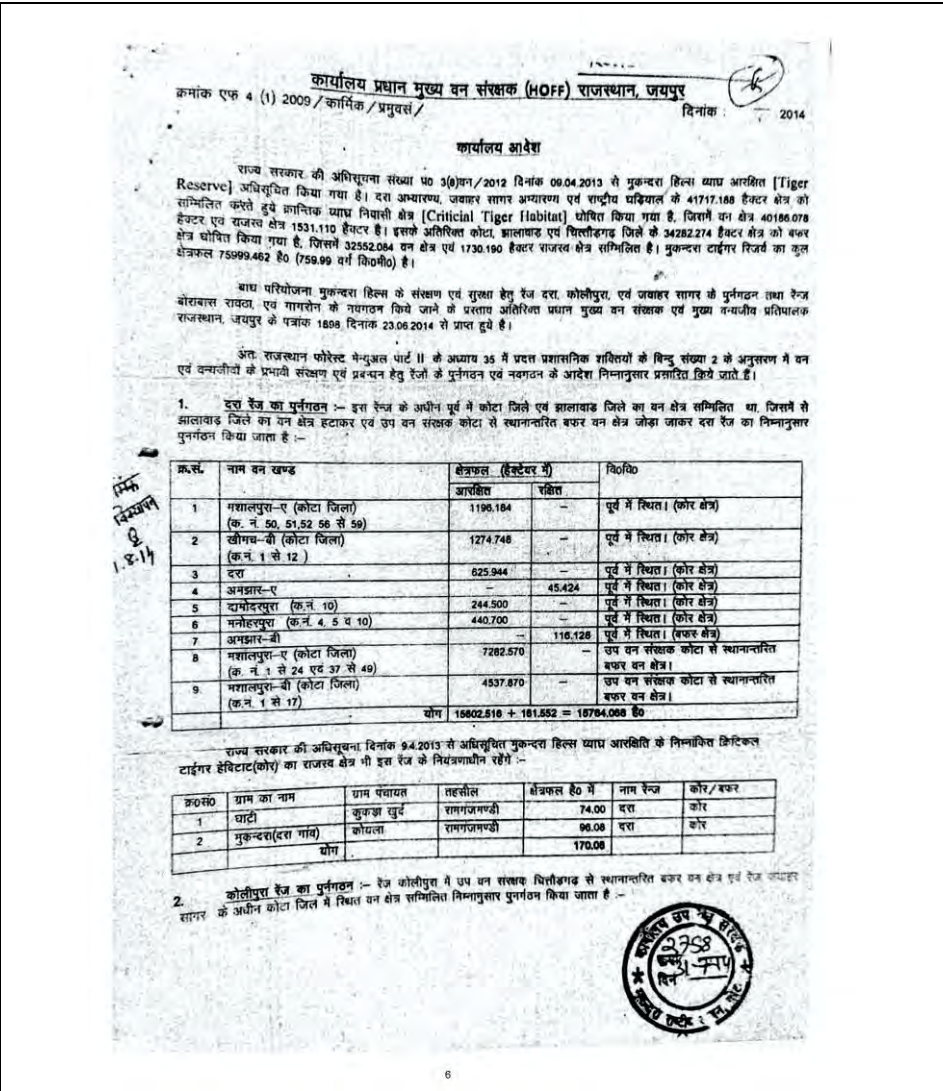 कार्यालय प्रधान मुख्य वन संरक्षक (HOFF) राजस्थान, जयपुर
क्रमांक एफ 4 (1) 2009/कार्मिक/प्रमुवसं/
दिनांक : 2014
कार्यालय आदेश
राज्य सरकार की अधिसूचना संख्या प0 3(8)वन/2012 दिनांक 09.04.2013 से मुकन्दरा हिल्स व्याघ्र आरक्षित [Tiger
Reserve] अधिसूचित किया गया है। दरा अभ्यारण्य, जवाहर सागर अभ्यारण्य एवं राष्ट्रीय घड़ियाल के 41717.188 हैक्टर क्षेत्र को
सम्मिलित करते हुये क्रान्तिक व्याघ्र निवासी क्षेत्र [Criticial Tiger Habitat] घोषित किया गया है, जिसमें वन क्षेत्र 40186.078
हैक्टर एवं राजस्व क्षेत्र 1531.110 हैक्टर है। इसके अतिरिक्त कोटा, झालावाड़ एवं चित्तौड़गढ़ जिले के 34282.274 हैक्टर क्षेत्र को बफर
क्षेत्र घोषित किया गया है, जिसमें 32552.084 वन क्षेत्र एवं 1730.190 हैक्टर राजस्व क्षेत्र सम्मिलित है। मुकन्दरा टाईगर रिजर्व का कुल
क्षेत्रफल 75999.462 है0 (759.99 वर्ग कि0मी0) है।
बाघ परियोजना मुकन्दरा हिल्स के संरक्षण एवं सुरक्षा हेतु रेंज दरा, कोलीपुरा, एवं जवाहर सागर के पुर्नगठन तथा रेन्ज
बोराबास रावठा, एवं गागरोन के नवगठन किये जाने के प्रस्ताव अतिरिक्त प्रधान मुख्य वन संरक्षक एवं मुख्य वन्यजीव प्रतिपालक
राजस्थान, जयपुर के पत्रांक 1698 दिनांक 23.06.2014 से प्राप्त हुये है।
अतः राजस्थान फोरेस्ट मेन्युअल पार्ट II के अध्याय 35 में प्रदत्त प्रशासनिक शक्तियों के बिन्दु संख्या 2 के अनुसरण में वन
एवं वन्यजीवों के प्रभावी संरक्षण एवं प्रबन्धन हेतु रेंजों के पुर्नगठन एवं नवगठन के आदेश निम्नानुसार प्रसारित किये जाते हैं।
1. दरा रेंज का पुर्नगठन :– इस रेन्ज के अधीन पूर्व में कोटा जिले एवं झालावाड जिले का वन क्षेत्र सम्मिलित था, जिसमें से
झालावाड़ जिले का वन क्षेत्र हटाकर एवं उप वन संरक्षक कोटा से स्थानान्तरित बफर वन क्षेत्र जोड़ा जाकर दरा रेंज का निम्नानुसार
पुनर्गठन किया जाता है :–
क्र.सं. नाम वन खण्ड क्षेत्रफल (हैक्टेयर में) वि0वि0
आरक्षित रक्षित
1 मशालपुरा–ए (कोटा जिला) 1196.184 – पूर्व में स्थित। (कोर क्षेत्र)
(क. नं. 50, 51,52 56 से 59)
2 खीमच–बी (कोटा जिला) 1274.748 – पूर्व में स्थित। (कोर क्षेत्र)
(क.नं. 1 से 12 )
3 दरा 625.944 – पूर्व में स्थित। (कोर क्षेत्र)
4 अमझार–ए – 45.424 पूर्व में स्थित। (कोर क्षेत्र)
5 दामोदरपुरा (क.नं. 10) 244.500 – पूर्व में स्थित। (कोर क्षेत्र)
6 मनोहरपुरा (क.नं. 4, 5 व 10) 440.700 – पूर्व में स्थित। (कोर क्षेत्र)
7 अमझार–बी – 116.128 पूर्व में स्थित। (बफर क्षेत्र)
8 मशालपुरा–ए (कोटा जिला) 7282.570 – उप वन संरक्षक कोटा से स्थानान्तरित
(क. नं. 1 से 24 एवं 37 से 49) बफर वन क्षेत्र।
9. मशालपुरा–बी (कोटा जिला) 4537.870 – उप वन संरक्षक कोटा से स्थानान्तरित
(क.नं. 1 से 17) बफर वन क्षेत्र।
योग 15602.516 + 161.552 = 15764.068 है0
राज्य सरकार की अधिसूचना दिनांक 9.4.2013 से अधिसूचित मुकन्दरा हिल्स व्याघ्र आरक्षिति के निम्नांकित क्रिटिकल
टाईगर हेबिटाट(कोर) का राजस्व क्षेत्र भी इस रेंज के नियंत्रणाधीन रहेंगे :–
क्र0सं0 ग्राम का नाम ग्राम पंचायत तहसील क्षेत्रफल है0 में नाम रेन्ज कोर/बफर
1 घाटी कुकड़ा खुर्द रामगंजमण्डी 74.00 दरा कोर
2 मुकन्दरा(दरा गांव) कोयला रामगंजमण्डी 96.08 दरा कोर
योग 170.08
2. कोलीपुरा रेंज का पुर्नगठन :– रेंज कोलीपुरा में उप वन संरक्षक चित्तौड़गढ़ से स्थानान्तरित बफर वन क्षेत्र एवं रेंज जवाहर
सागर के अधीन कोटा जिले में स्थित वन क्षेत्र सम्मिलित निम्नानुसार पुनर्गठन किया जाता है :–
1.8.14
कार्यालय उप वन संरक्षक
2758
6